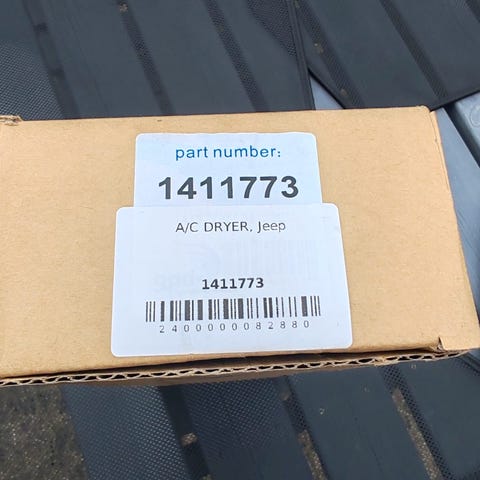 part number:
1411773
A/C DRYER, Jeep
1411773
2400000082880